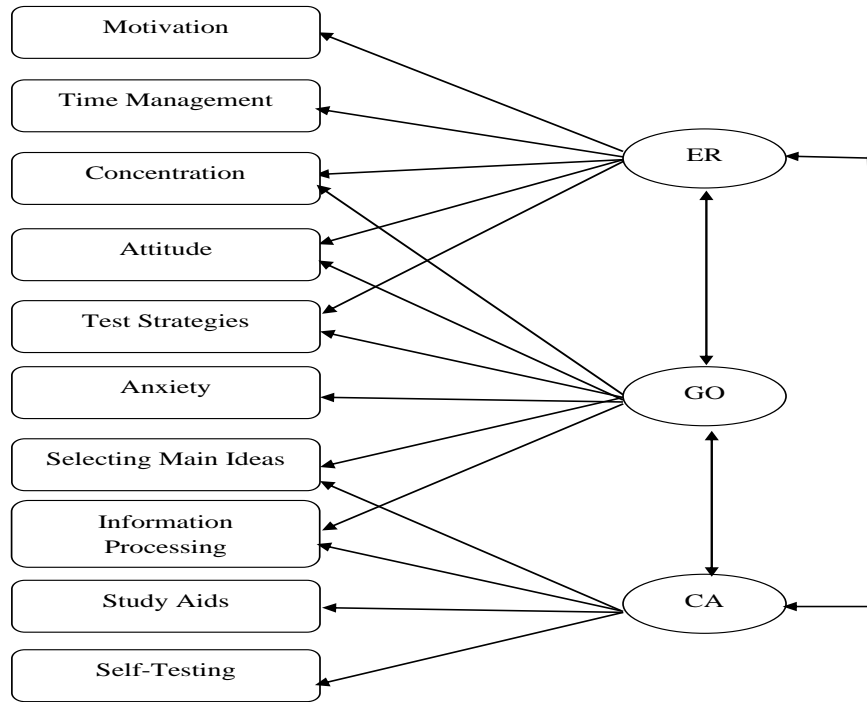 Motivation
Time Management
Concentration
Attitude
Test Strategies
Anxiety
Selecting Main Ideas
Information
Processing
Study Aids
Self-Testing
ER
GO
CA